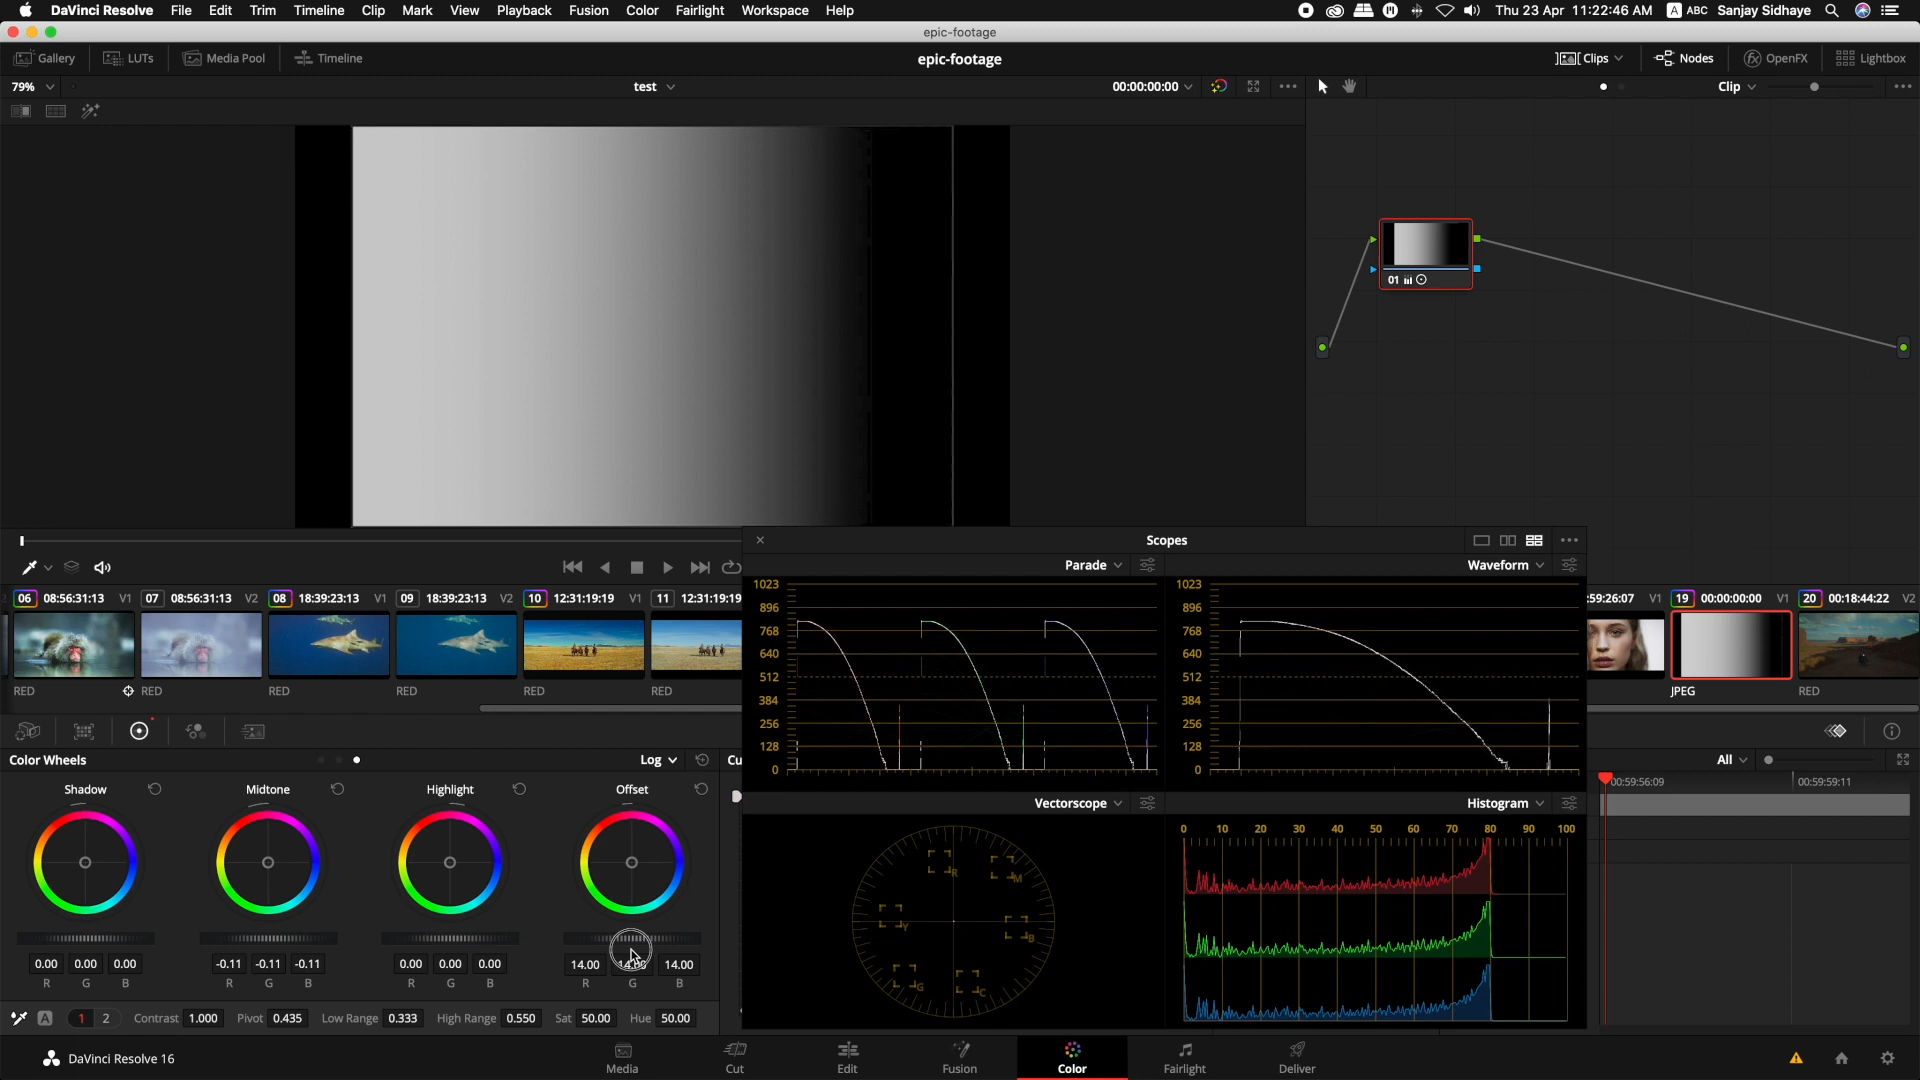 DaVinci Resolve File Edit Trim Timeline Clip Mark View Playback Fusion Color Fairlight Workspace Help Thu 23 Apr 11:22:46 AM A ABC Sanjay Sidhaye
epic-footage
Gallery LUTs Media Pool Timeline epic-footage Clips Nodes OpenFX Lightbox
79% test 00:00:00:00 Clip
01
Scopes
Parade Waveform
1023 1023
896 896
768 768
640 640
512 512
384 384
256 256
128 128
0 0
06 08:56:31:13 V1 07 08:56:31:13 V2 08 18:39:23:13 V1 09 18:39:23:13 V2 10 12:31:19:19 V1 11 12:31:19:19 :59:26:07 V1 19 00:00:00:00 V1 20 00:18:44:22 V2
RED RED RED RED RED RED JPEG RED
Color Wheels Log Cu All
00:59:56:09 00:59:59:11
Shadow Midtone Highlight Offset
Vectorscope Histogram
0 10 20 30 40 50 60 70 80 90 100
R M Y B G C
0.00 0.00 0.00 -0.11 -0.11 -0.11 0.00 0.00 0.00 14.00 14.00
R G B R G B R G B R G B
A 1 2 Contrast 1.000 Pivot 0.435 Low Range 0.333 High Range 0.550 Sat 50.00 Hue 50.00
DaVinci Resolve 16 Media Cut Edit Fusion Color Fairlight Deliver